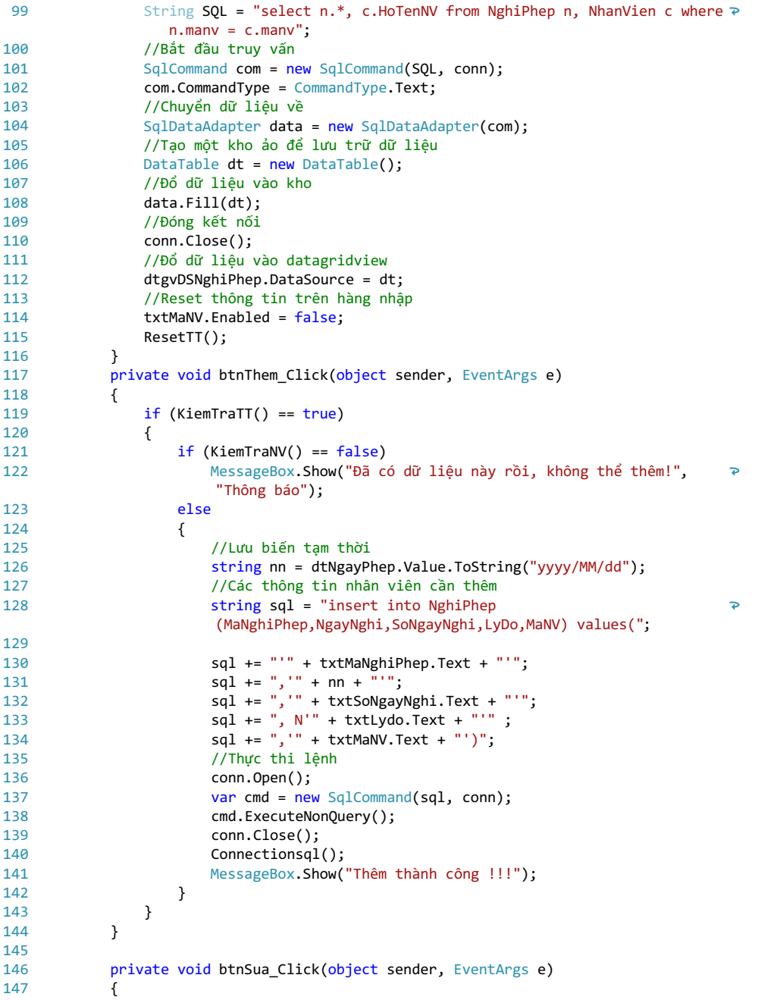 99 String SQL = "select n.*, c.HoTenNV from NghiPhep n, NhanVien c where
n.manv = c.manv";
100 //Bắt đầu truy vấn
101 SqlCommand com = new SqlCommand(SQL, conn);
102 com.CommandType = CommandType.Text;
103 //Chuyển dữ liệu về
104 SqlDataAdapter data = new SqlDataAdapter(com);
105 //Tạo một kho ảo để lưu trữ dữ liệu
106 DataTable dt = new DataTable();
107 //Đổ dữ liệu vào kho
108 data.Fill(dt);
109 //Đóng kết nối
110 conn.Close();
111 //Đổ dữ liệu vào datagridview
112 dtgvDSNghiPhep.DataSource = dt;
113 //Reset thông tin trên hàng nhập
114 txtMaNV.Enabled = false;
115 ResetTT();
116 }
117 private void btnThem_Click(object sender, EventArgs e)
118 {
119 if (KiemTraTT() == true)
120 {
121 if (KiemTraNV() == false)
122 MessageBox.Show("Đã có dữ liệu này rồi, không thể thêm!",
"Thông báo");
123 else
124 {
125 //Lưu biến tạm thời
126 string nn = dtNgayPhep.Value.ToString("yyyy/MM/dd");
127 //Các thông tin nhân viên cần thêm
128 string sql = "insert into NghiPhep
(MaNghiPhep,NgayNghi,SoNgayNghi,LyDo,MaNV) values(";
129
130 sql += "'" + txtMaNghiPhep.Text + "'";
131 sql += ",'" + nn + "'";
132 sql += ",'" + txtSoNgayNghi.Text + "'";
133 sql += ", N'" + txtLydo.Text + "'" ;
134 sql += ",'" + txtMaNV.Text + "')";
135 //Thực thi lệnh
136 conn.Open();
137 var cmd = new SqlCommand(sql, conn);
138 cmd.ExecuteNonQuery();
139 conn.Close();
140 Connectionsql();
141 MessageBox.Show("Thêm thành công !!!");
142 }
143 }
144 }
145
146 private void btnSua_Click(object sender, EventArgs e)
147 {